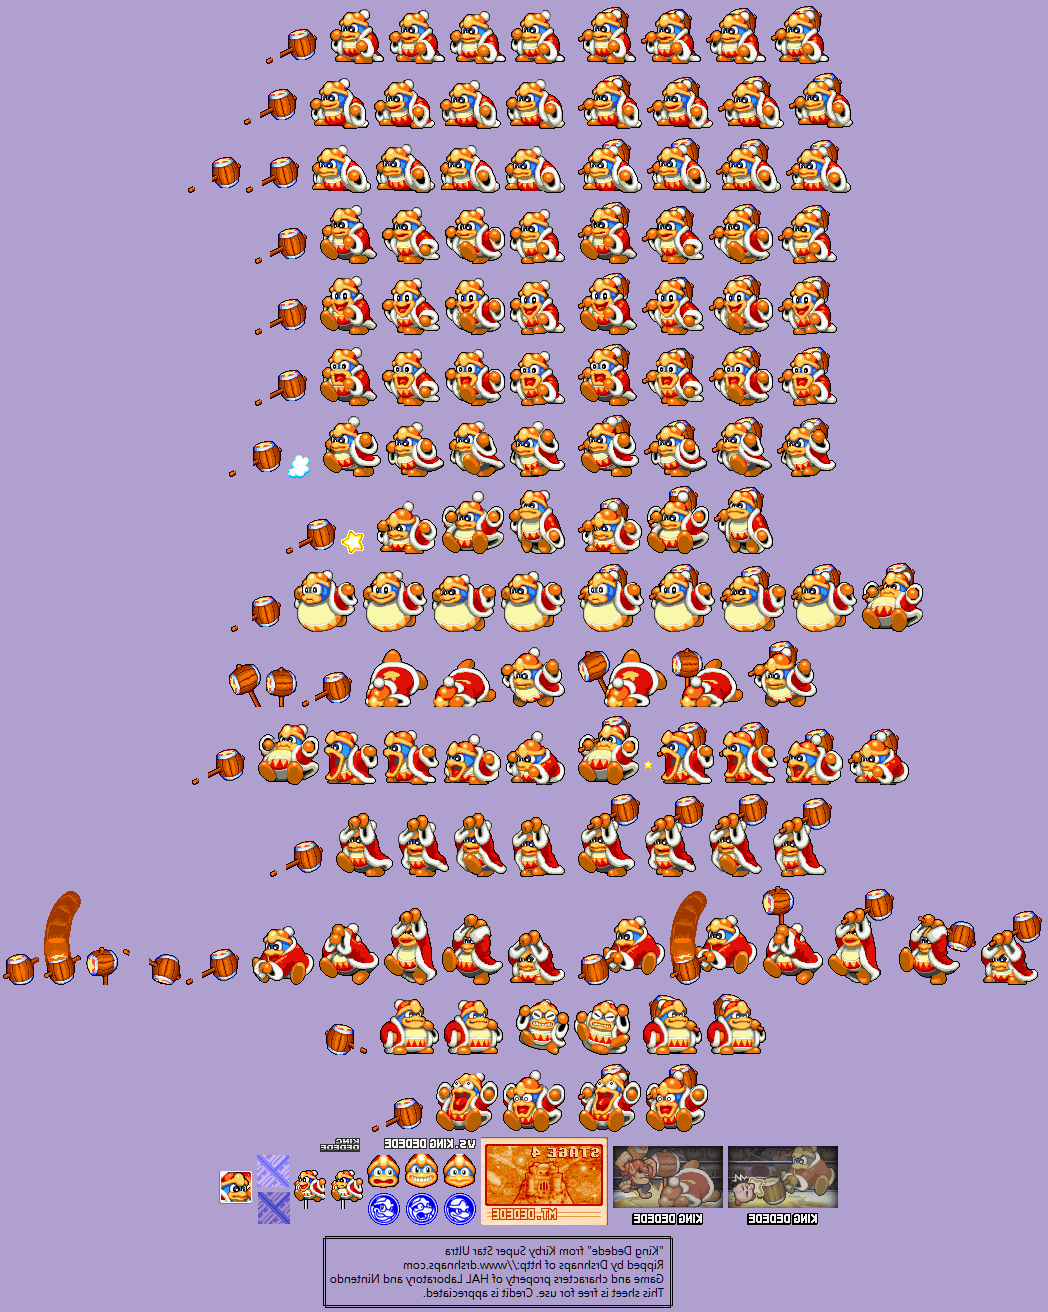 KING
DEDEDE
VS. KING DEDEDE
STAGE 4
MT. DEDEDE
KING DEDEDE
KING DEDEDE
"King Dedede" from Kirby Super Star Ultra
Ripped by Drshnaps of http://www.drshnaps.com
Game and characters property of HAL Laboratory and Nintendo
This sheet is free for use. Credit is appreciated.